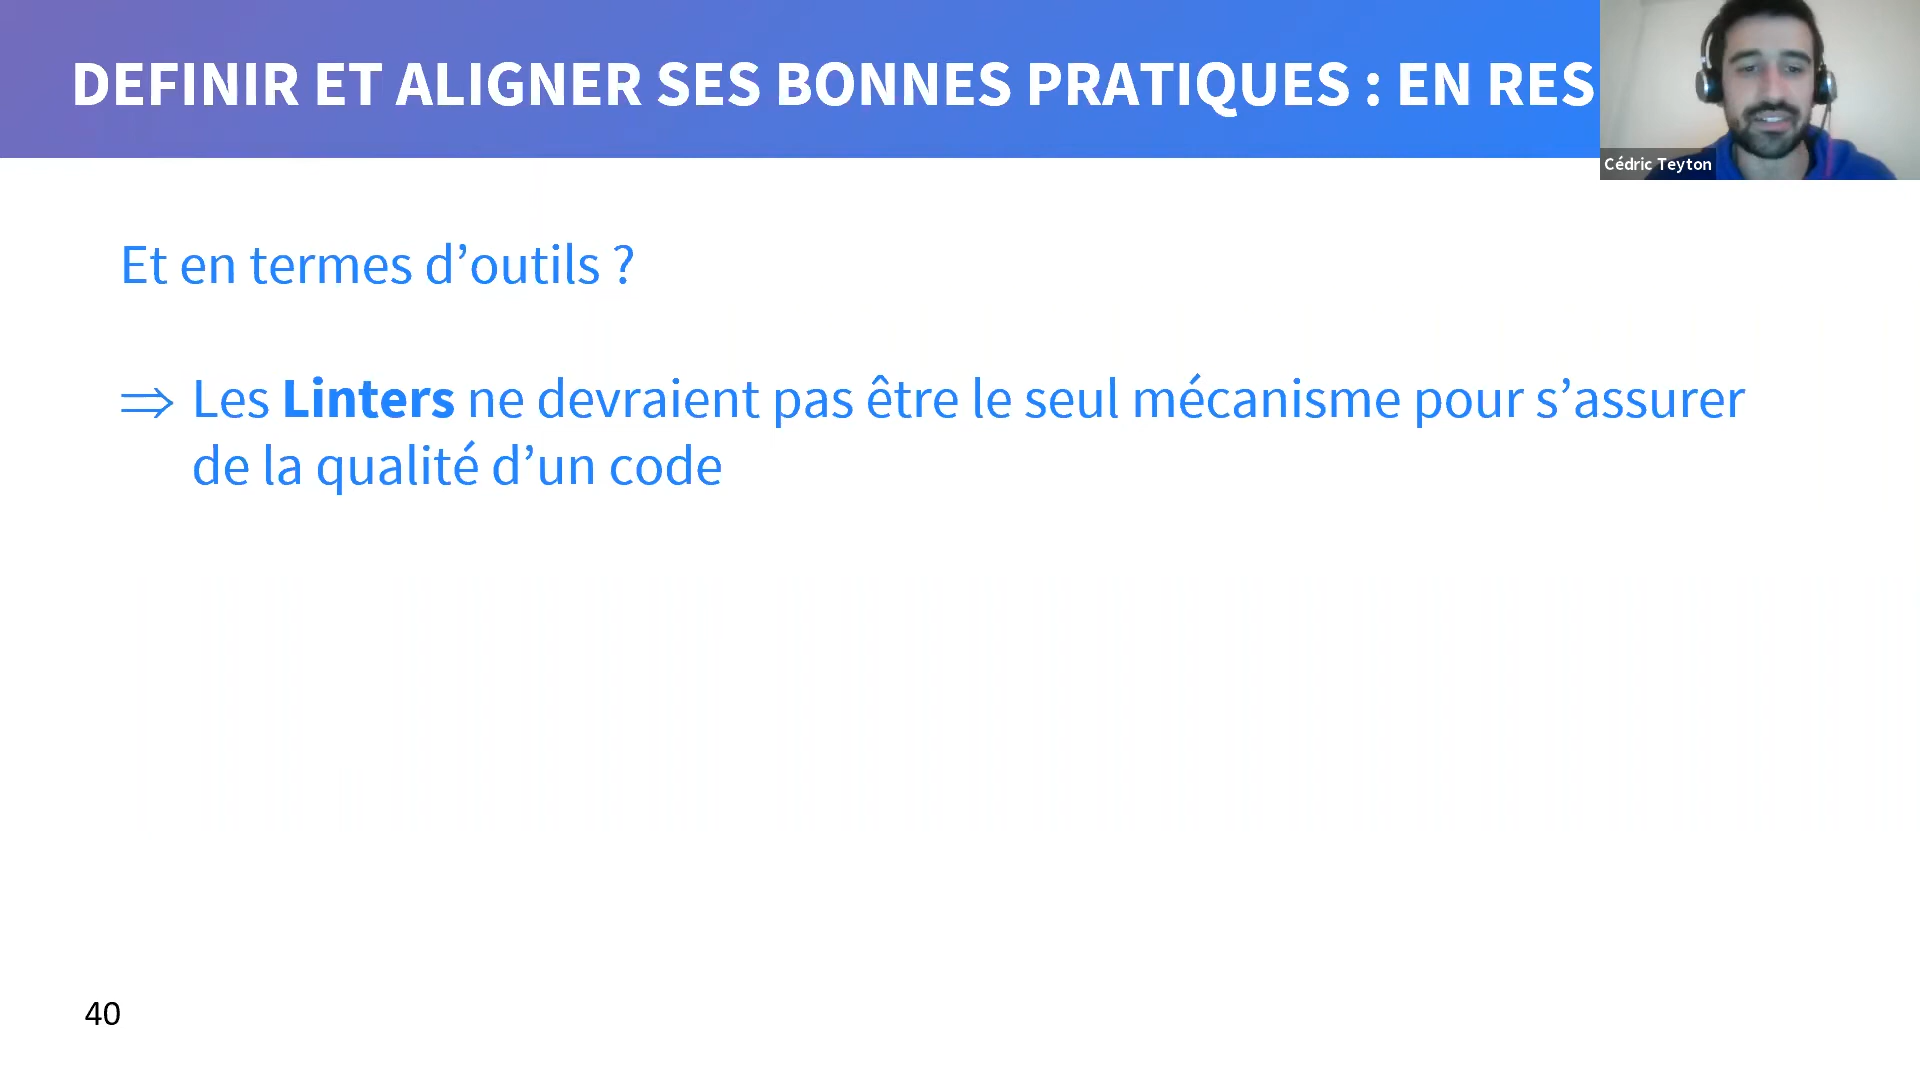 DEFINIR ET ALIGNER SES BONNES PRATIQUES : EN RES
Cédric Teyton
Et en termes d’outils ?
⇒ Les Linters ne devraient pas être le seul mécanisme pour s’assurer
de la qualité d’un code
40